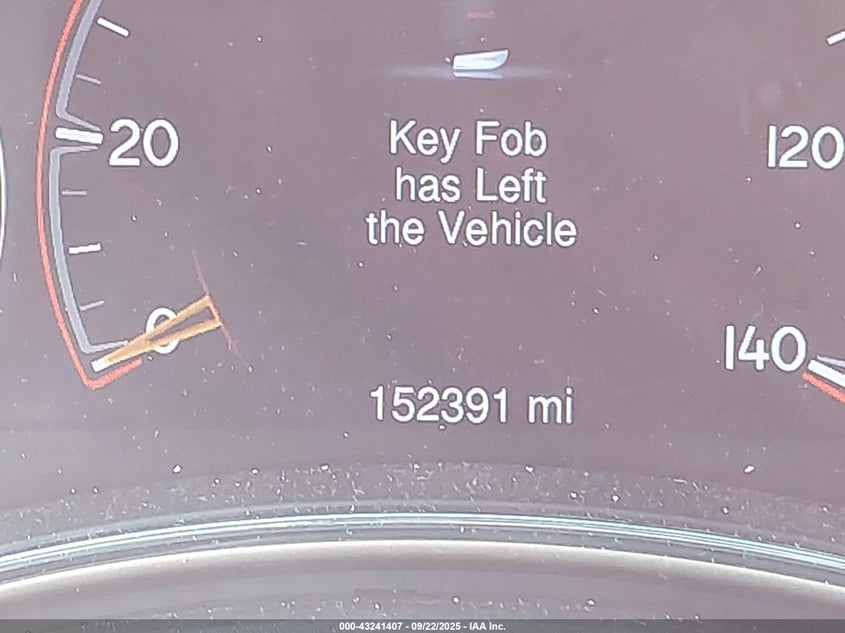 20
Key Fob
has Left
the Vehicle
120
0
140
152391 mi
000-43241407 - 09/22/2025 - IAA Inc.